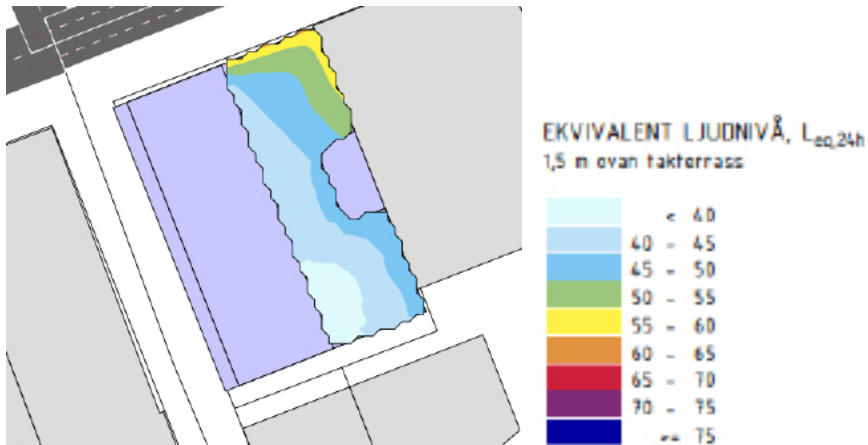 EKVIVALENT LJUDNIVÅ, Leq,24h
1,5 m ovan takterrass
< 40
40 - 45
45 - 50
50 - 55
55 - 60
60 - 65
65 - 70
70 - 75
>= 75